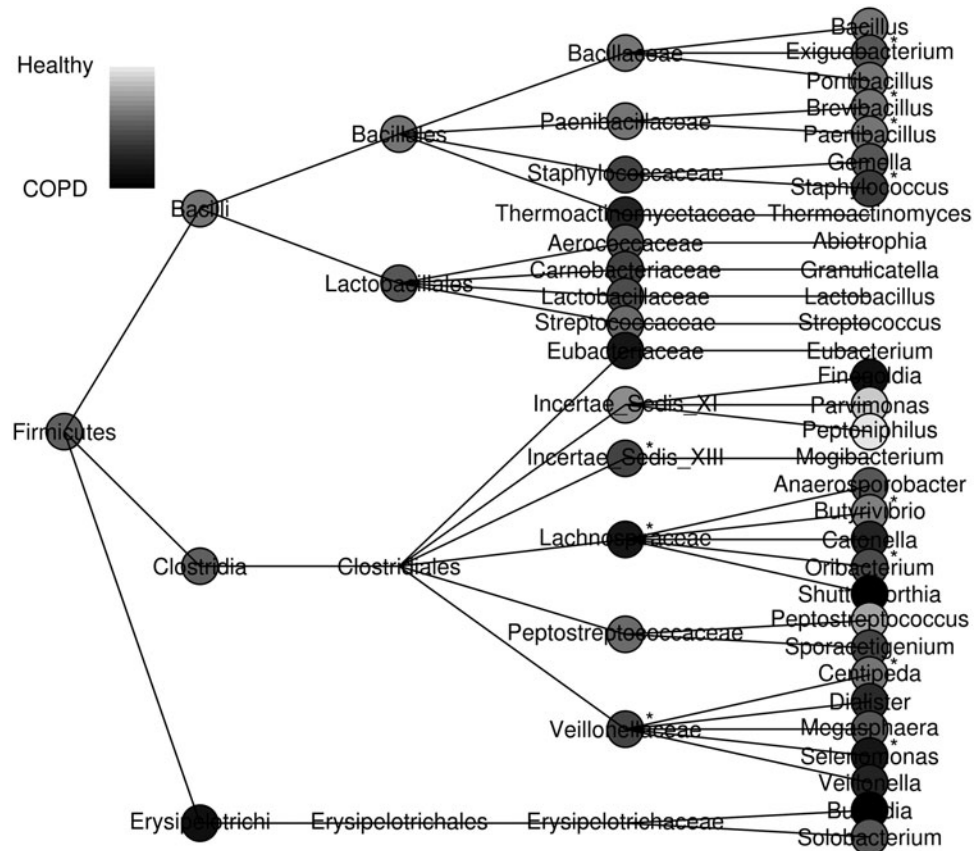 Healthy
COPD
Firmicutes
Bacilli
Clostridia
Erysipelotrichi
Bacillales
Lactobacillales
Clostridiales
Erysipelotrichales
Bacillaceae
Paenibacillaceae
Staphylococcaceae
Thermoactinomycetaceae
Aerococcaceae
Carnobacteriaceae
Lactobacillaceae
Streptococcaceae
Eubacteriaceae
Incertae_Sedis_XI
Incertae_Sedis_XIII *
Lachnospiraceae *
Peptostreptococcaceae
Veillonellaceae *
Erysipelotrichaceae
Bacillus
Exiguobacterium *
Pontibacillus
Brevibacillus *
Paenibacillus *
Gemella
Staphylococcus *
Thermoactinomyces
Abiotrophia
Granulicatella
Lactobacillus
Streptococcus
Eubacterium
Finegoldia
Parvimonas
Peptoniphilus
Mogibacterium
Anaerosporobacter
Butyrivibrio *
Catonella
Oribacterium *
Shuttleworthia
Peptostreptococcus
Sporacetigenium
Centipeda *
Dialister
Megasphaera
Selenomonas *
Veillonella
Bulleidia
Solobacterium